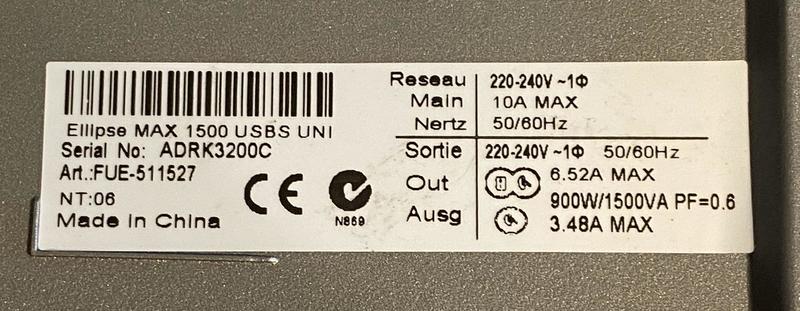 Ellipse MAX 1500 USBS UNI
Serial No: ADRK3200C
Art.:FUE-511527
NT:06
Made in China
CE
N869
Reseau 220-240V ~1Φ
Main 10A MAX
Nertz 50/60Hz
Sortie 220-240V ~1Φ 50/60Hz
Out 6.52A MAX
900W/1500VA PF=0.6
Ausg 3.48A MAX